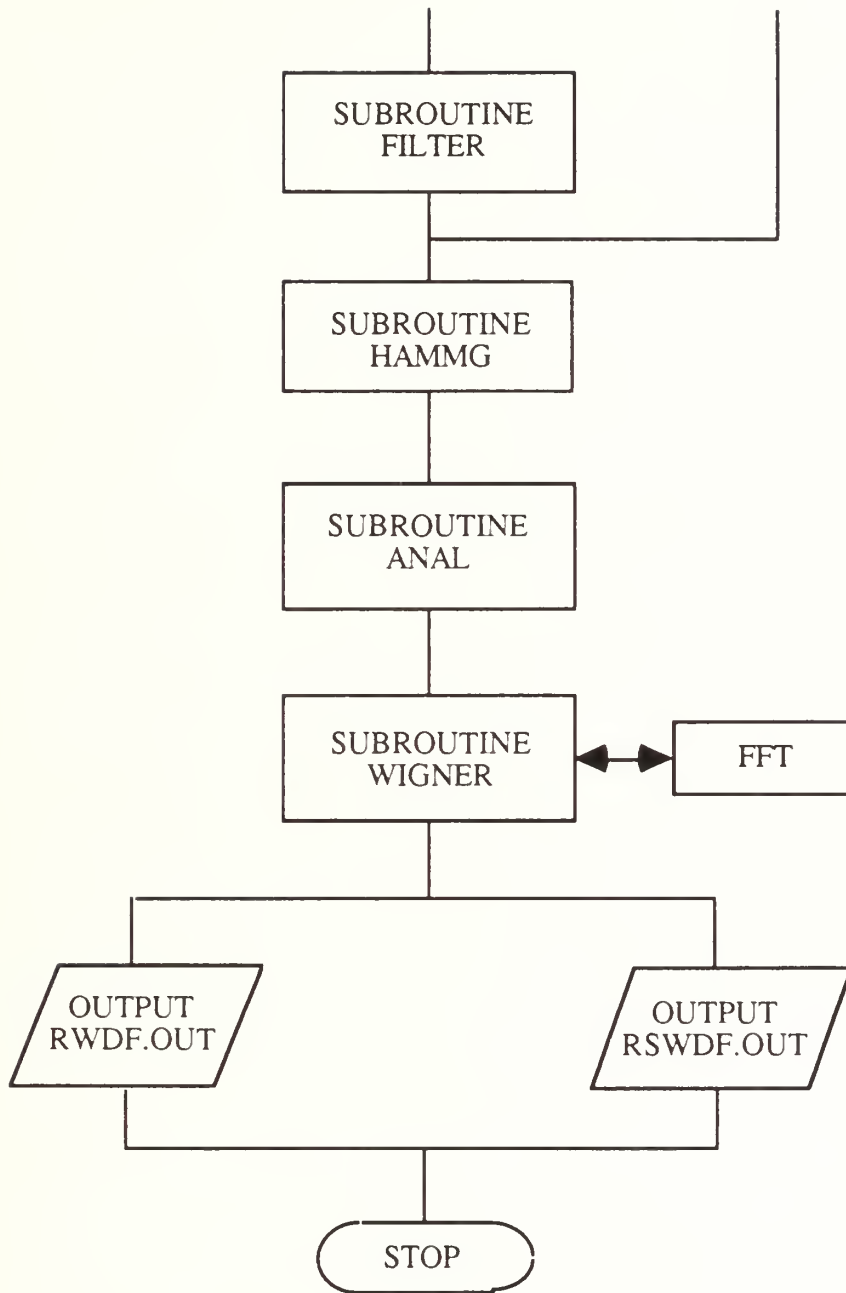 SUBROUTINE
FILTER
SUBROUTINE
HAMMG
SUBROUTINE
ANAL
SUBROUTINE
WIGNER
FFT
OUTPUT
RWDF.OUT
OUTPUT
RSWDF.OUT
STOP